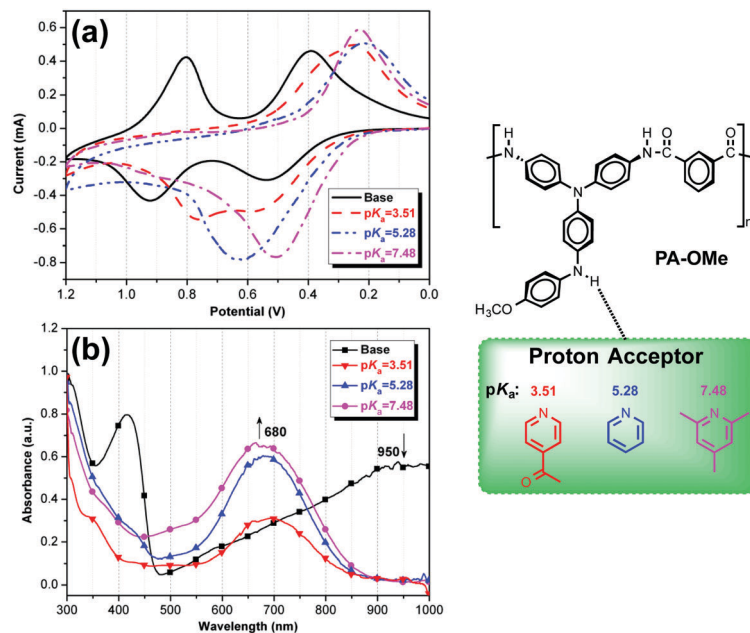 (a)
0.6
0.4
0.2
0.0
-0.2
-0.4
-0.6
-0.8
Current (mA)
Base
pKa=3.51
pKa=5.28
pKa=7.48
1.2 1.0 0.8 0.6 0.4 0.2 0.0
Potential (V)
(b)
1.2
1.0
0.8
0.6
0.4
0.2
0.0
Absorbance (a.u.)
Base
pKa=3.51
pKa=5.28
pKa=7.48
680
950
300 400 500 600 700 800 900 1000
Wavelength (nm)
H
N
H O
N C
O
C
n
N
N H
H3CO
PA-OMe
Proton Acceptor
pKa: 3.51 5.28 7.48
N N N
O